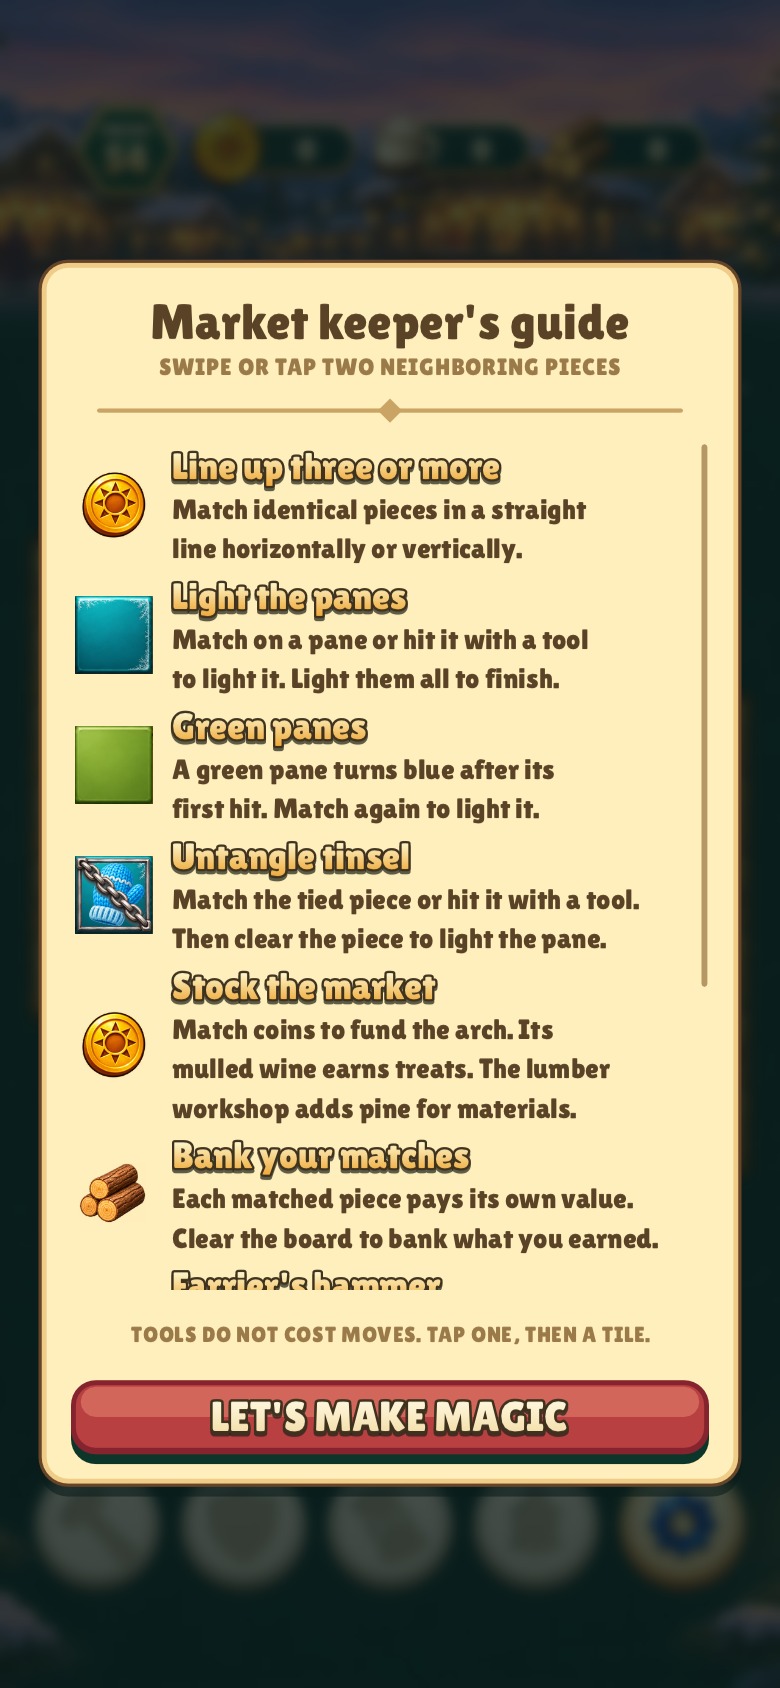 Market keeper's guide
SWIPE OR TAP TWO NEIGHBORING PIECES
Line up three or more
Match identical pieces in a straight
line horizontally or vertically.
Light the panes
Match on a pane or hit it with a tool
to light it. Light them all to finish.
Green panes
A green pane turns blue after its
first hit. Match again to light it.
Untangle tinsel
Match the tied piece or hit it with a tool.
Then clear the piece to light the pane.
Stock the market
Match coins to fund the arch. Its
mulled wine earns treats. The lumber
workshop adds pine for materials.
Bank your matches
Each matched piece pays its own value.
Clear the board to bank what you earned.
Farrier's hammer
TOOLS DO NOT COST MOVES. TAP ONE, THEN A TILE.
LET'S MAKE MAGIC